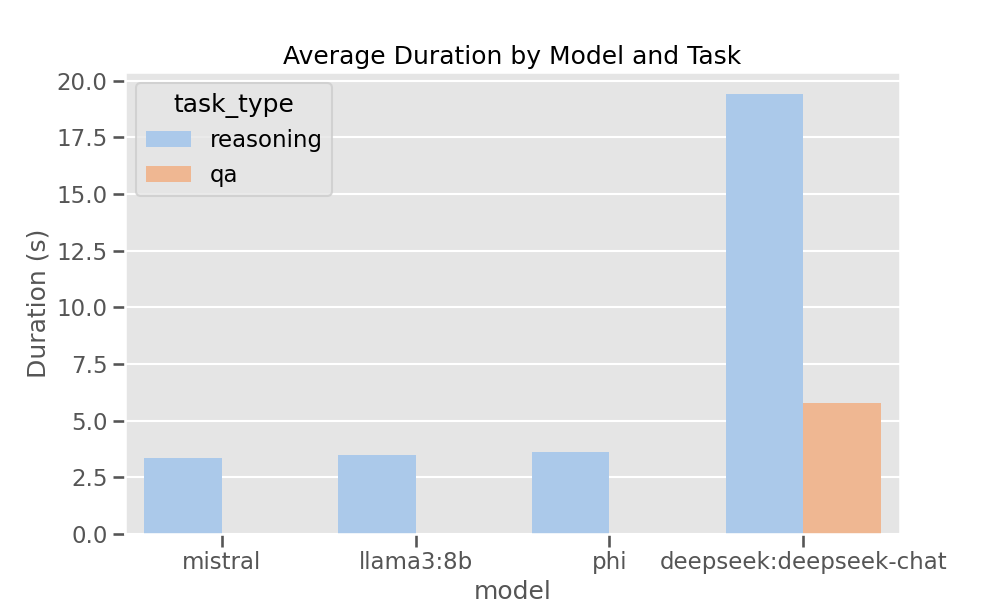 Average Duration by Model and Task
task_type
reasoning
qa
20.0
17.5
15.0
12.5
10.0
7.5
5.0
2.5
0.0
Duration (s)
mistral llama3:8b phi deepseek:deepseek-chat
model